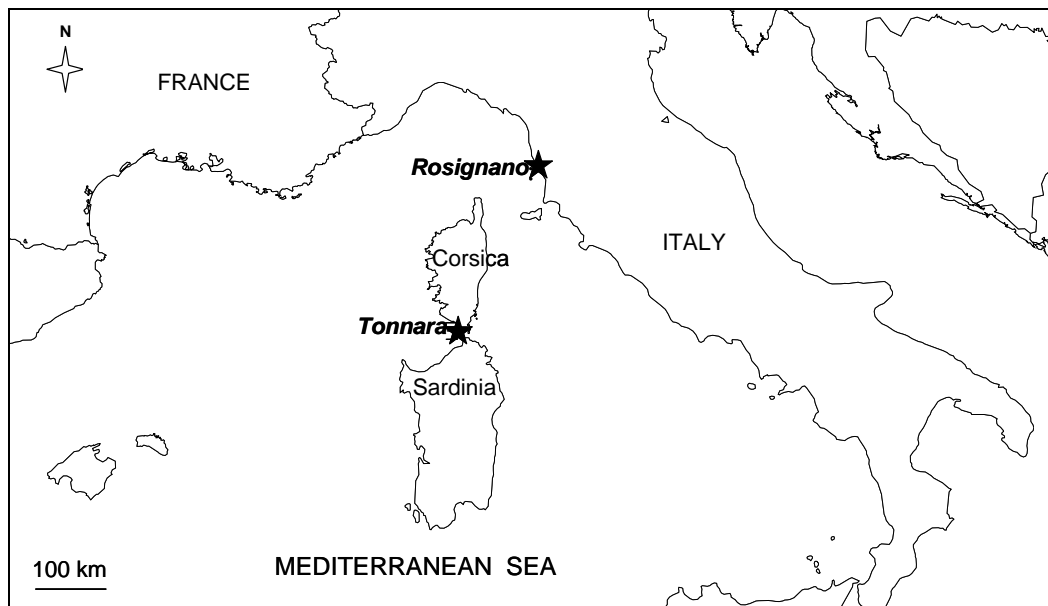 N
FRANCE
Rosignano
ITALY
Corsica
Tonnara
Sardinia
MEDITERRANEAN SEA
100 km